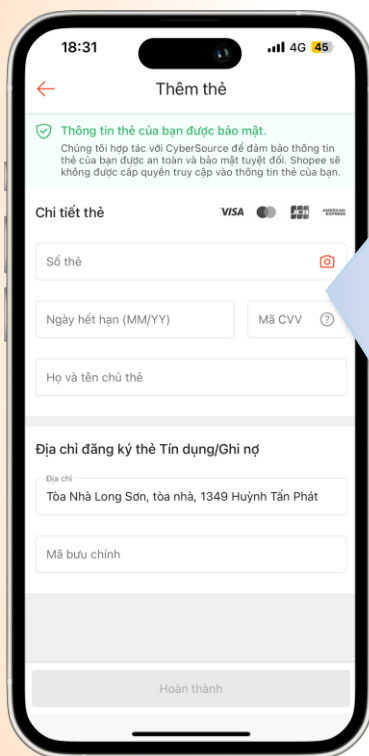 18:31
4G 45
Thêm thẻ
Thông tin thẻ của bạn được bảo mật.
Chúng tôi hợp tác với CyberSource để đảm bảo thông tin
thẻ của bạn được an toàn và bảo mật tuyệt đối. Shopee sẽ
không được cấp quyền truy cập vào thông tin thẻ của bạn.
Chi tiết thẻ VISA JCB AMERICAN EXPRESS
Số thẻ
Ngày hết hạn (MM/YY) Mã CVV ?
Họ và tên chủ thẻ
Địa chỉ đăng ký thẻ Tín dụng/Ghi nợ
Địa chỉ
Tòa Nhà Long Sơn, tòa nhà, 1349 Huỳnh Tấn Phát
Mã bưu chính
Hoàn thành